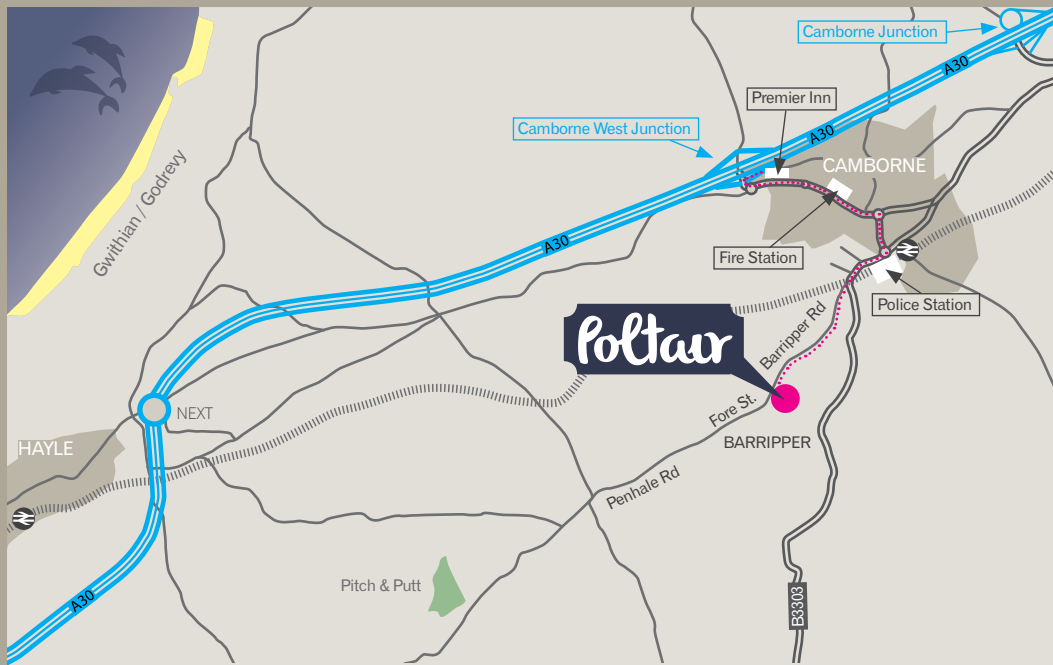 Camborne Junction
A30
Premier Inn
Camborne West Junction
A30
CAMBORNE
Gwithian / Godrevy
A30
Fire Station
Police Station
Poltair
Barripper Rd
NEXT
Fore St.
HAYLE
BARRIPPER
Penhale Rd
Pitch & Putt
A30
B3303